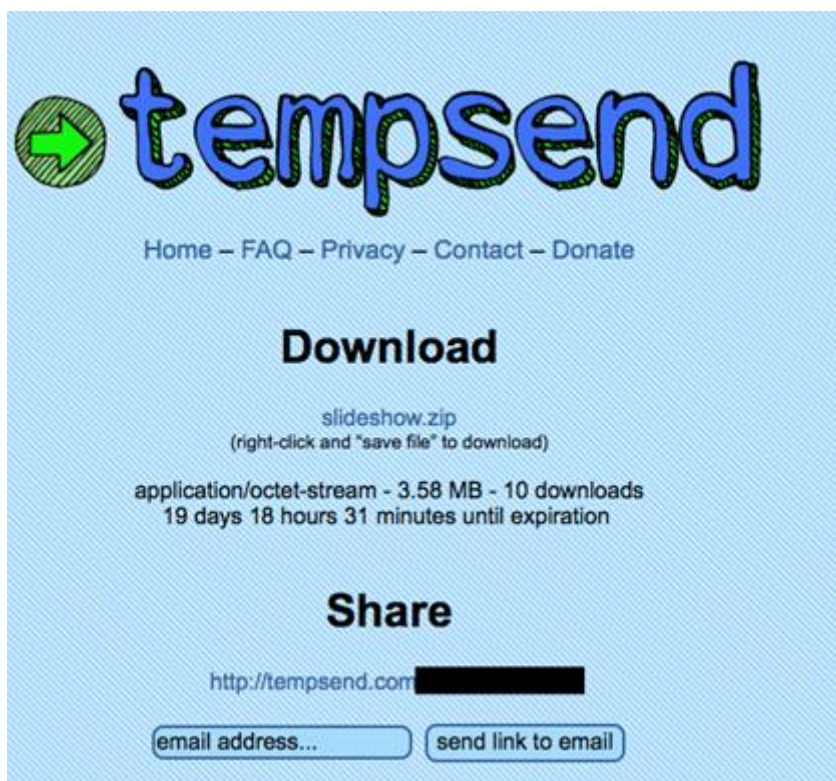 tempsend
Home – FAQ – Privacy – Contact – Donate
Download
slideshow.zip
(right-click and “save file” to download)
application/octet-stream - 3.58 MB - 10 downloads
19 days 18 hours 31 minutes until expiration
Share
http://tempsend.com
email address... send link to email